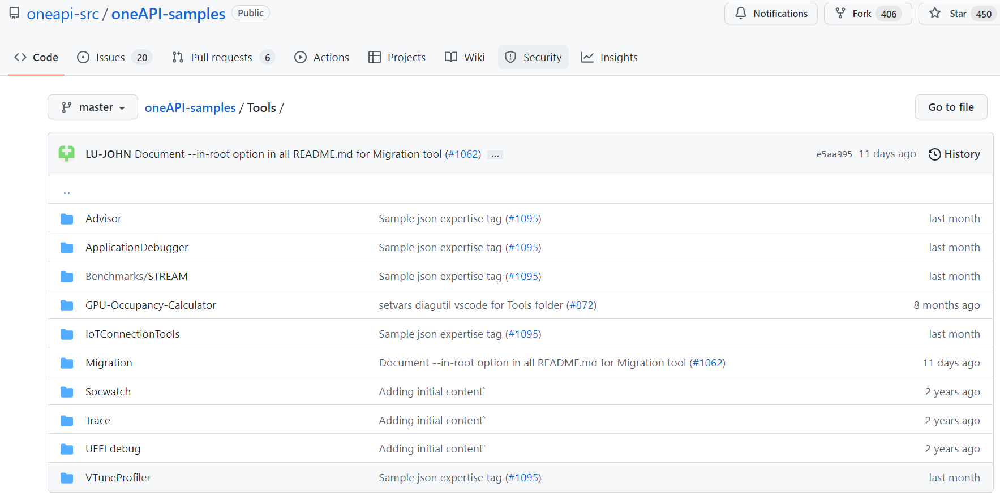 oneapi-src / oneAPI-samples Public Notifications Fork 406 Star 450
Code Issues 20 Pull requests 6 Actions Projects Wiki Security Insights
master oneAPI-samples / Tools / Go to file
LU-JOHN Document --in-root option in all README.md for Migration tool (#1062) ... e5aa995 11 days ago History
..
Advisor Sample json expertise tag (#1095) last month
ApplicationDebugger Sample json expertise tag (#1095) last month
Benchmarks/STREAM Sample json expertise tag (#1095) last month
GPU-Occupancy-Calculator setvars diagutil vscode for Tools folder (#872) 8 months ago
IoTConnectionTools Sample json expertise tag (#1095) last month
Migration Document --in-root option in all README.md for Migration tool (#1062) 11 days ago
Socwatch Adding initial content` 2 years ago
Trace Adding initial content` 2 years ago
UEFI debug Adding initial content` 2 years ago
VTuneProfiler Sample json expertise tag (#1095) last month